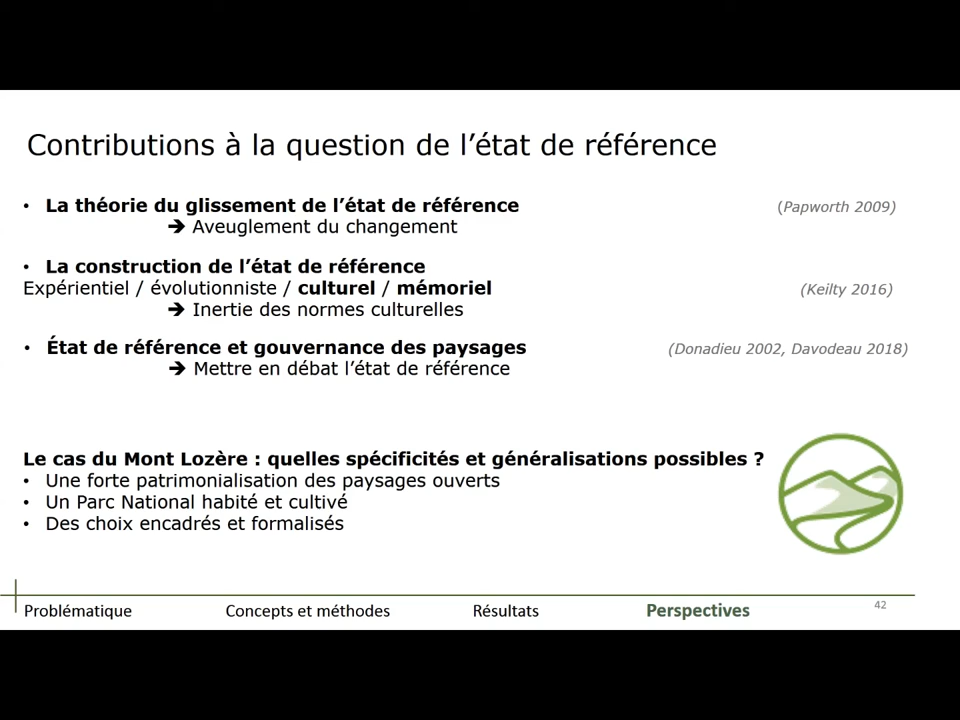 Contributions à la question de l'état de référence
• La théorie du glissement de l'état de référence (Papworth 2009)
➔ Aveuglement du changement
• La construction de l'état de référence
Expérientiel / évolutionniste / culturel / mémoriel (Keilty 2016)
➔ Inertie des normes culturelles
• État de référence et gouvernance des paysages (Donadieu 2002, Davodeau 2018)
➔ Mettre en débat l'état de référence
Le cas du Mont Lozère : quelles spécificités et généralisations possibles ?
• Une forte patrimonialisation des paysages ouverts
• Un Parc National habité et cultivé
• Des choix encadrés et formalisés
Problématique Concepts et méthodes Résultats Perspectives 42